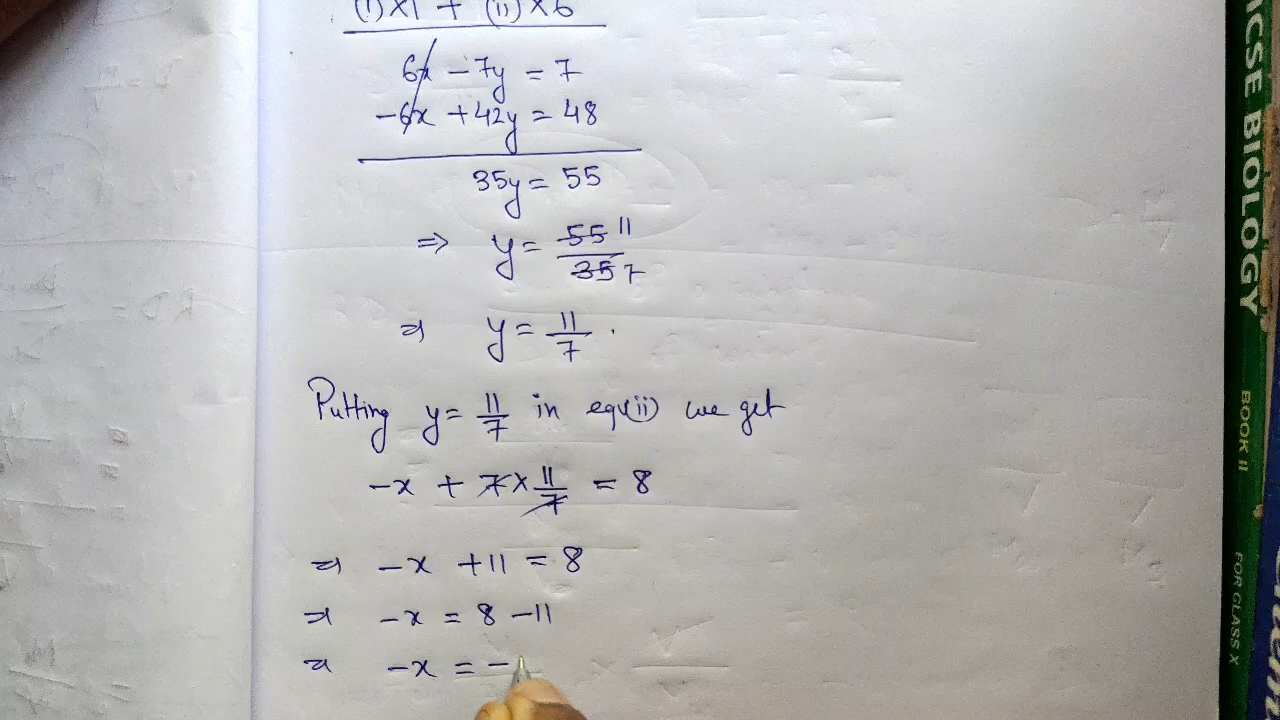 (i)×1 + (ii)×6
6x - 7y = 7
-6x + 42y = 48
35y = 55
⇒ y = 55 11
35 7
⇒ y = 11/7 .
Putting y = 11/7 in eqn(ii) we get
-x + 7 × 11/7 = 8
⇒ -x + 11 = 8
⇒ -x = 8 - 11
⇒ -x = -
ICSE BIOLOGY
BOOK II
FOR CLASS X